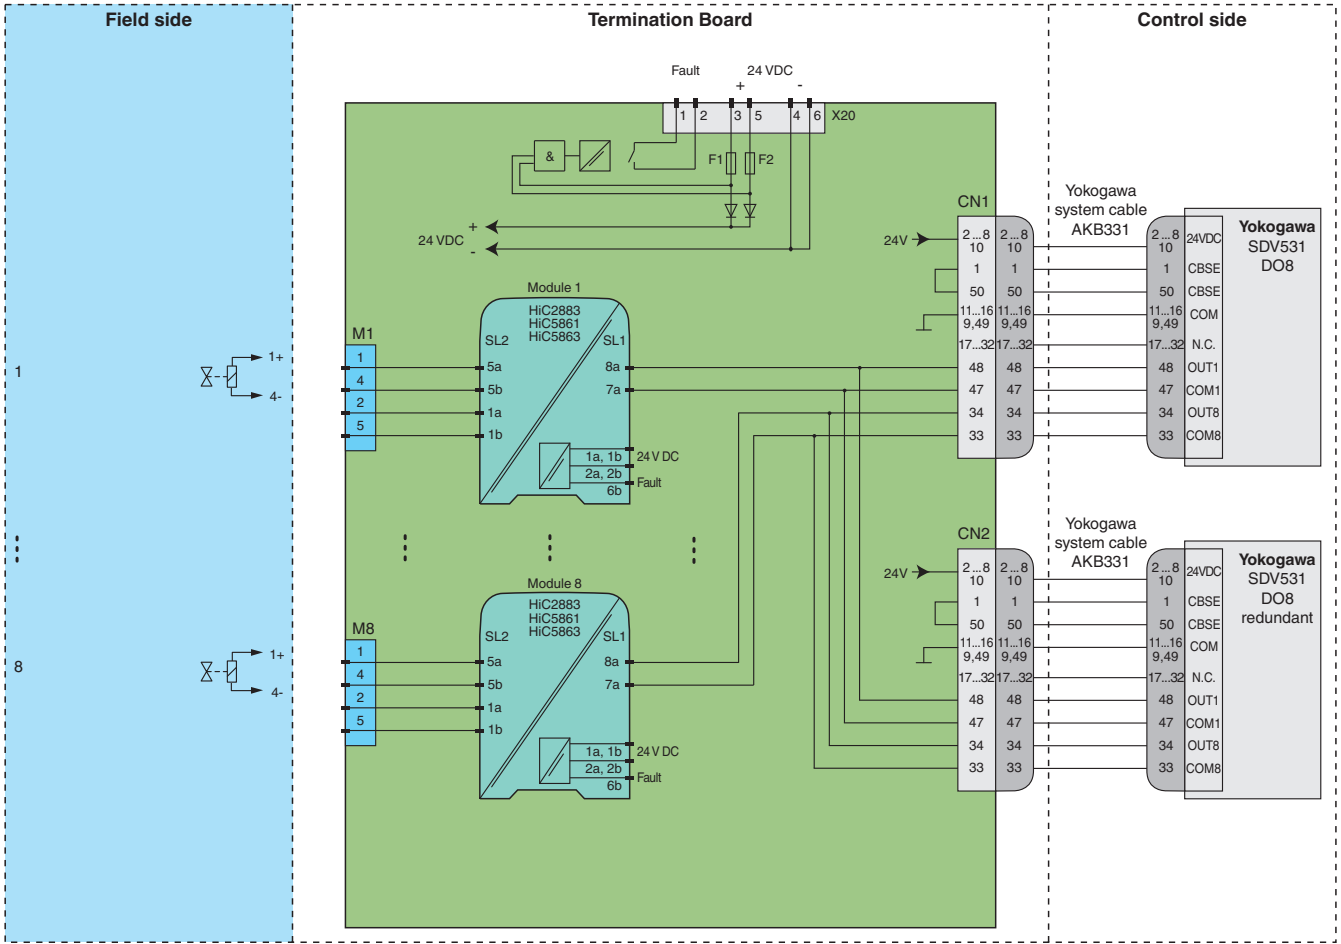 Field side
Termination Board
Control side
Fault
24 VDC
+
-
1
2
3
5
4
6
X20
&
F1
F2
+
24 VDC
-
Module 1
HiC2883
HiC5861
HiC5863
SL2
SL1
5a
5b
1a
1b
8a
7a
1a, 1b
2a, 2b
6b
24 V DC
Fault
M1
1
4
2
5
1
1+
4-
Module 8
HiC2883
HiC5861
HiC5863
SL2
SL1
5a
5b
1a
1b
8a
7a
1a, 1b
2a, 2b
6b
24 V DC
Fault
M8
1
4
2
5
8
1+
4-
CN1
24V
2...8
10
2...8
10
1
1
50
50
11...16
9,49
11...16
9,49
17...32
17...32
48
48
47
47
34
34
33
33
Yokogawa
system cable
AKB331
2...8
10
24VDC
1
CBSE
50
CBSE
11...16
9,49
COM
17...32
N.C.
48
OUT1
47
COM1
34
OUT8
33
COM8
Yokogawa
SDV531
DO8
CN2
24V
2...8
10
2...8
10
1
1
50
50
11...16
9,49
11...16
9,49
17...32
17...32
48
48
47
47
34
34
33
33
Yokogawa
system cable
AKB331
2...8
10
24VDC
1
CBSE
50
CBSE
11...16
9,49
COM
17...32
N.C.
48
OUT1
47
COM1
34
OUT8
33
COM8
Yokogawa
SDV531
DO8
redundant